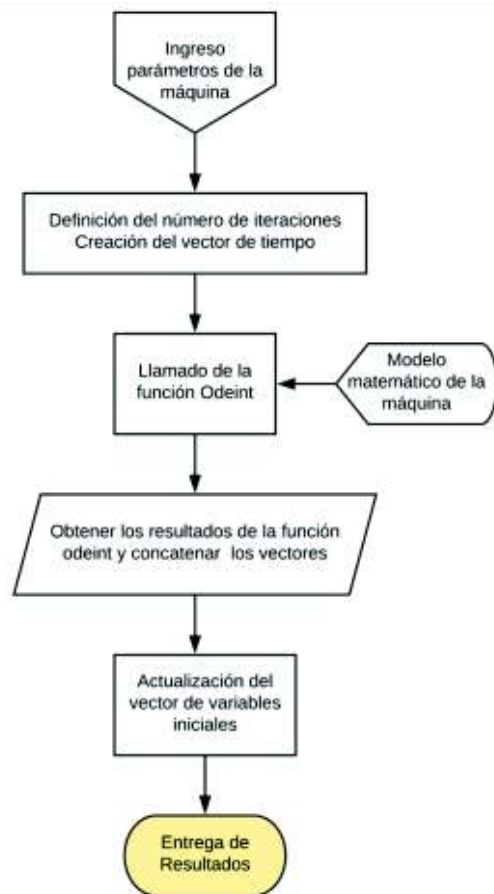 Ingreso
parámetros de la
máquina
Definición del número de iteraciones
Creación del vector de tiempo
Llamado de la
función Odeint
Modelo
matemático de la
máquina
Obtener los resultados de la función
odeint y concatenar los vectores
Actualización del
vector de variables
iniciales
Entrega de
Resultados